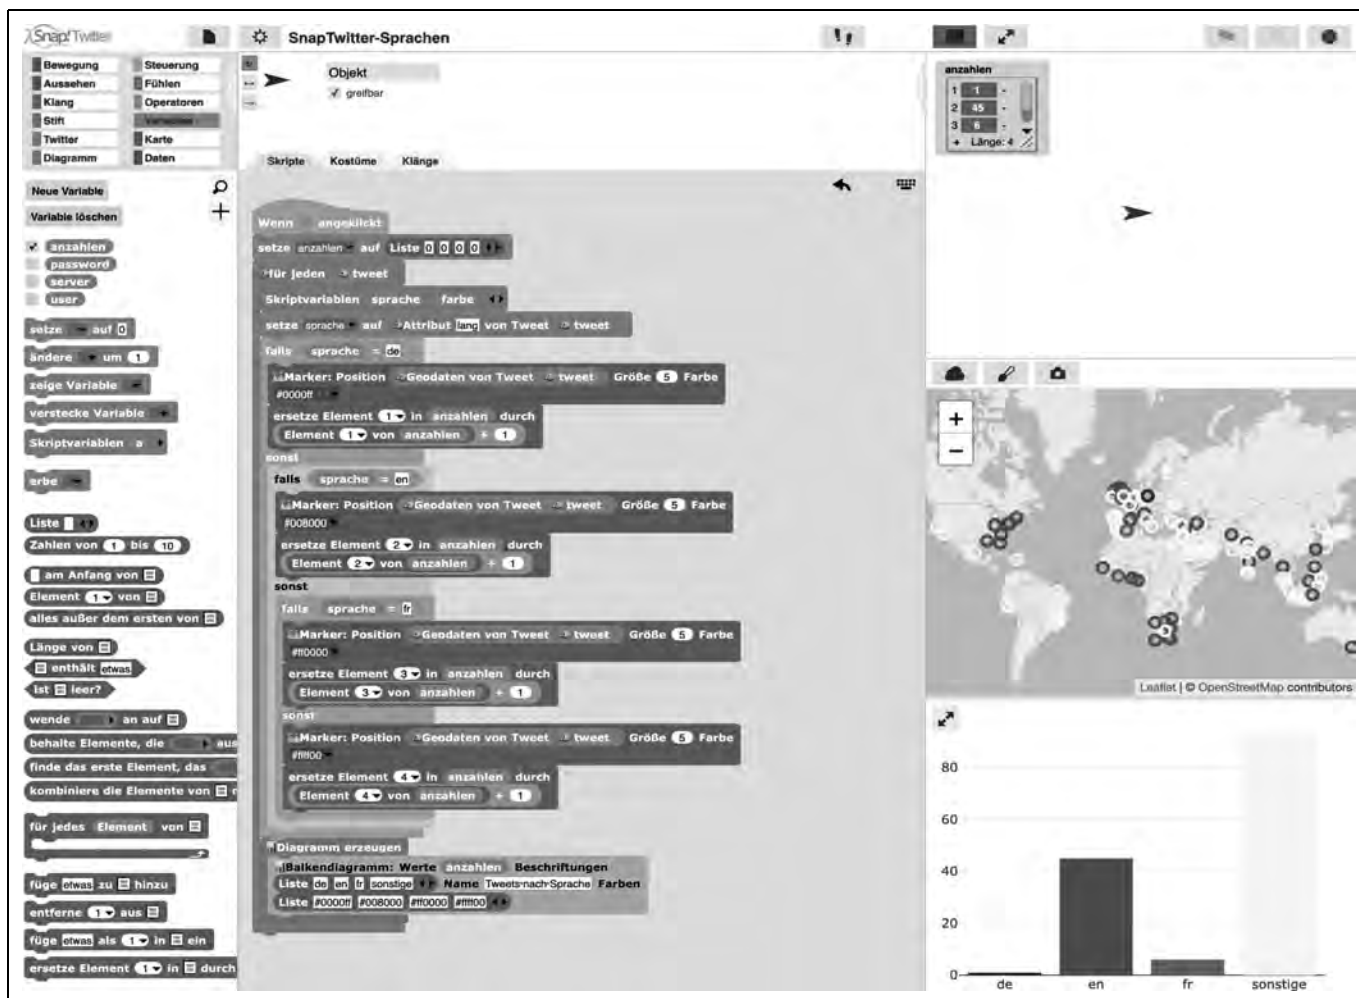 Snap! Twitter
SnapTwitter-Sprachen
Bewegung
Steuerung
Aussehen
Fühlen
Klang
Operatoren
Stift
Variablen
Twitter
Karte
Diagramm
Daten
Objekt
greifbar
Skripte Kostüme Klänge
Neue Variable
Variable löschen
anzahlen
password
server
user
setze auf 0
ändere um 1
zeige Variable
verstecke Variable
Skriptvariablen a
erbe
Liste
Zahlen von 1 bis 10
am Anfang von
Element 1 von
alles außer dem ersten von
Länge von
enthält etwas
ist leer?
wende an auf
behalte Elemente, die aus
finde das erste Element, das
kombiniere die Elemente von
für jedes Element von
füge etwas zu hinzu
entferne 1 aus
füge etwas als 1 in ein
ersetze Element 1 in durch
Wenn angeklickt
setze anzahlen auf Liste 0 0 0 0
für jeden tweet
Skriptvariablen sprache farbe
setze sprache auf Attribut lang von Tweet tweet
falls sprache = de
Marker: Position Geodaten von Tweet tweet Größe 5 Farbe
#0000ff
ersetze Element 1 in anzahlen durch
Element 1 von anzahlen + 1
sonst
falls sprache = en
Marker: Position Geodaten von Tweet tweet Größe 5 Farbe
#008000
ersetze Element 2 in anzahlen durch
Element 2 von anzahlen + 1
sonst
falls sprache = fr
Marker: Position Geodaten von Tweet tweet Größe 5 Farbe
#ff0000
ersetze Element 3 in anzahlen durch
Element 3 von anzahlen + 1
sonst
Marker: Position Geodaten von Tweet tweet Größe 5 Farbe
#ffff00
ersetze Element 4 in anzahlen durch
Element 4 von anzahlen + 1
Diagramm erzeugen
Balkendiagramm: Werte anzahlen Beschriftungen
Liste de en fr sonstige Name Tweets·nach·Sprache Farben
Liste #0000ff #008000 #ff0000 #ffff00
anzahlen
1 1
2 45
3 6
+ Länge: 4
+
−
Leaflet | © OpenStreetMap contributors
80
60
40
20
0
de en fr sonstige